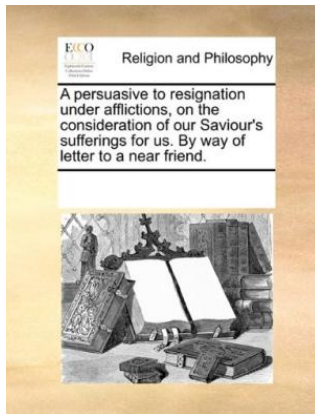 ECCO
Religion and Philosophy
A persuasive to resignation
under afflictions, on the
consideration of our Saviour's
sufferings for us. By way of
letter to a near friend.